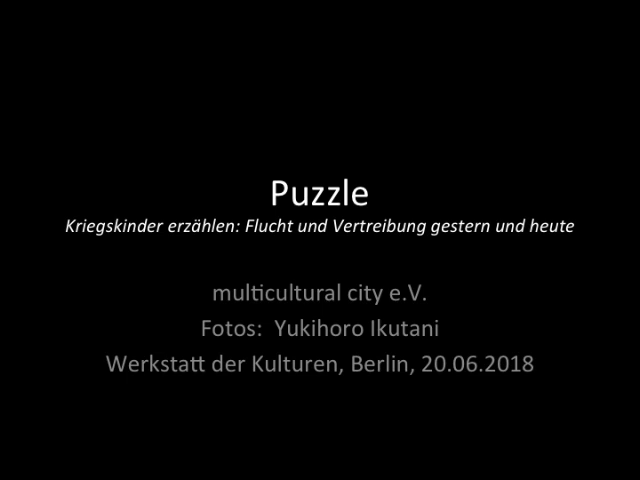 Puzzle
Kriegskinder erzählen: Flucht und Vertreibung gestern und heute
multicultural city e.V.
Fotos:  Yukihoro Ikutani
Werkstatt der Kulturen, Berlin, 20.06.2018